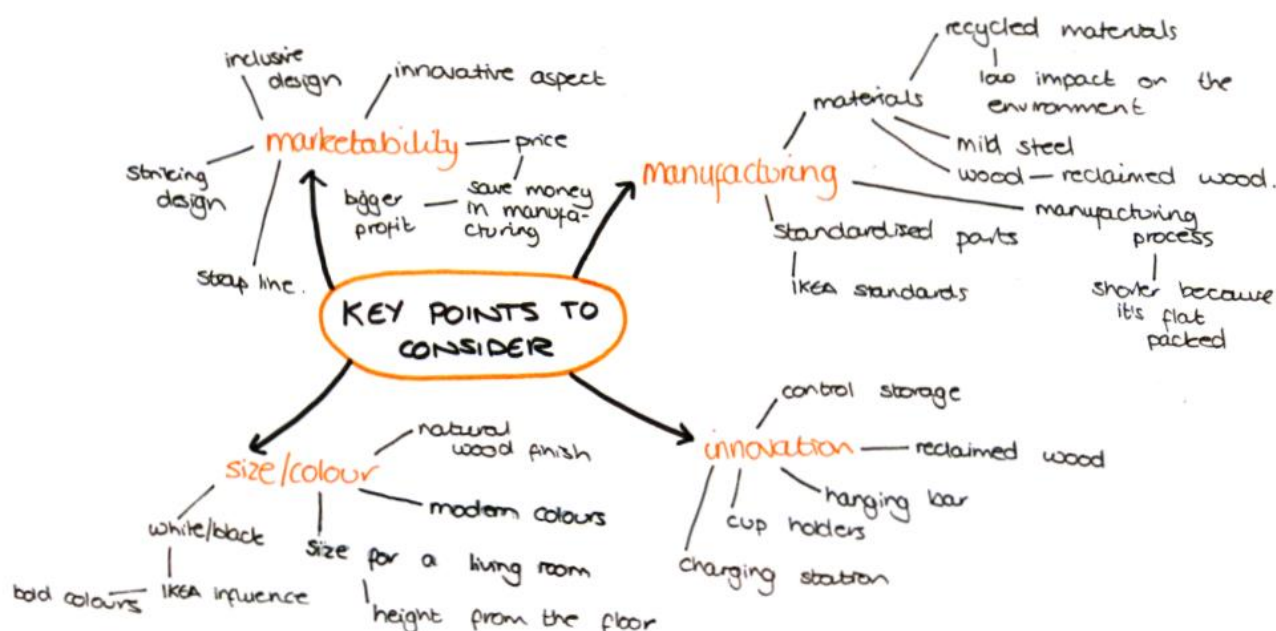 inclusive
design
innovative aspect
marketability
striking
design
strap line.
price
save money
in manufa-
cturing
bigger
profit
manufacturing
materials
recycled materials
low impact on the
environment
mild steel
wood
reclaimed wood.
manufacturing
process
shorter because
it's flat
packed
standardised parts
IKEA standards
KEY POINTS TO
CONSIDER
size/colour
natural
wood finish
modern colours
white/black
IKEA influence
bold colours
size for a living room
height from the floor
innovation
control storage
reclaimed wood
hanging bar
cup holders
charging station